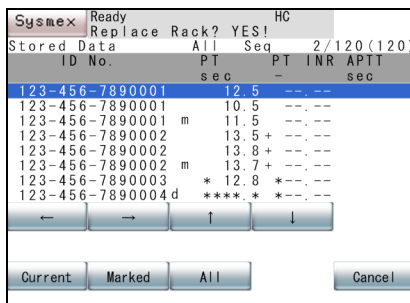 Sysmex Ready HC
Replace Rack? YES!
Stored Data All Seq 2/120(120)
ID No. PT PT INR APTT
sec - sec
123-456-7890001 12.5 --.--
123-456-7890001 10.5 --.--
123-456-7890001 m 11.5 --.--
123-456-7890002 13.5+ --.--
123-456-7890002 13.8+ --.--
123-456-7890002 m 13.7+ --.--
123-456-7890003 * 12.8 *--.--
123-456-7890004 d ****.* *--.--
← → ↑ ↓
Current Marked All Cancel